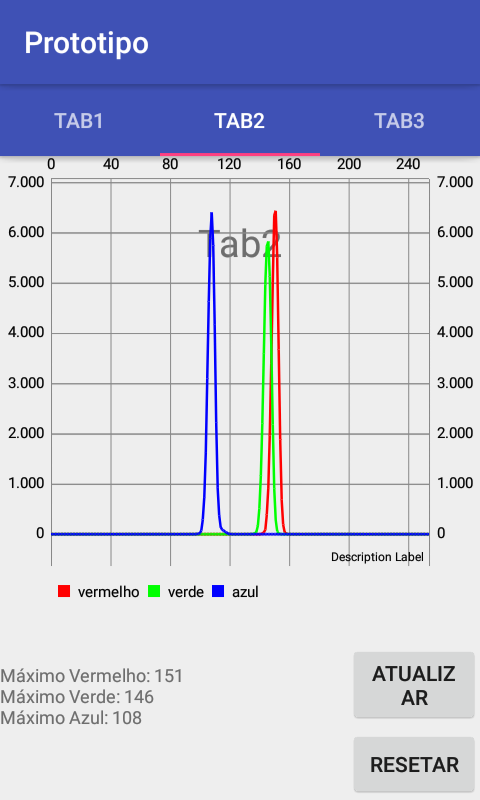 Prototipo
TAB1 TAB2 TAB3
0 40 80 120 160 200 240
7.000 7.000
6.000 6.000
Tab2
5.000 5.000
4.000 4.000
3.000 3.000
2.000 2.000
1.000 1.000
0 0
Description Label
vermelho verde azul
Máximo Vermelho: 151
Máximo Verde: 146
Máximo Azul: 108
ATUALIZ
AR
RESETAR